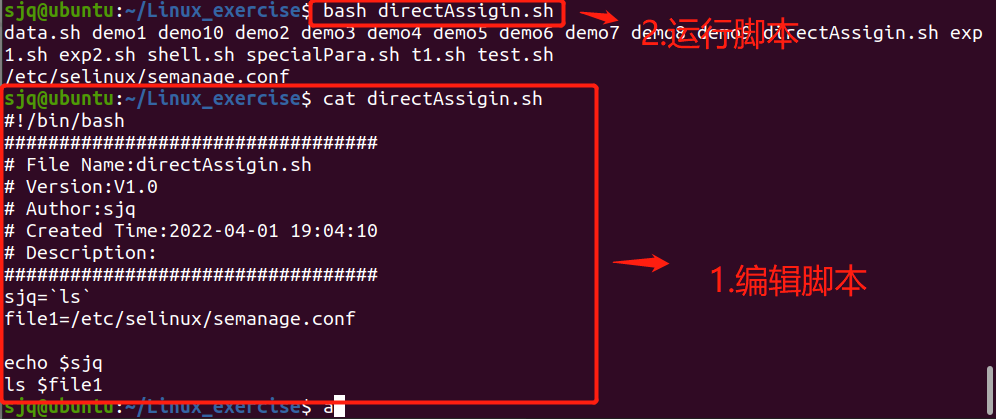 sjq@ubuntu:~/Linux_exercise$ bash directAssigin.sh
data.sh demo1 demo10 demo2 demo3 demo4 demo5 demo6 demo7 demo8 demo9 directAssigin.sh exp
2.运行脚本
1.sh exp2.sh shell.sh specialPara.sh t1.sh test.sh
/etc/selinux/semanage.conf
sjq@ubuntu:~/Linux_exercise$ cat directAssigin.sh
#!/bin/bash
##################################
# File Name:directAssigin.sh
# Version:V1.0
# Author:sjq
# Created Time:2022-04-01 19:04:10
# Description:
##################################
1.编辑脚本
sjq=`ls`
file1=/etc/selinux/semanage.conf
echo $sjq
ls $file1
sjq@ubuntu:~/Linux_exercise$ a